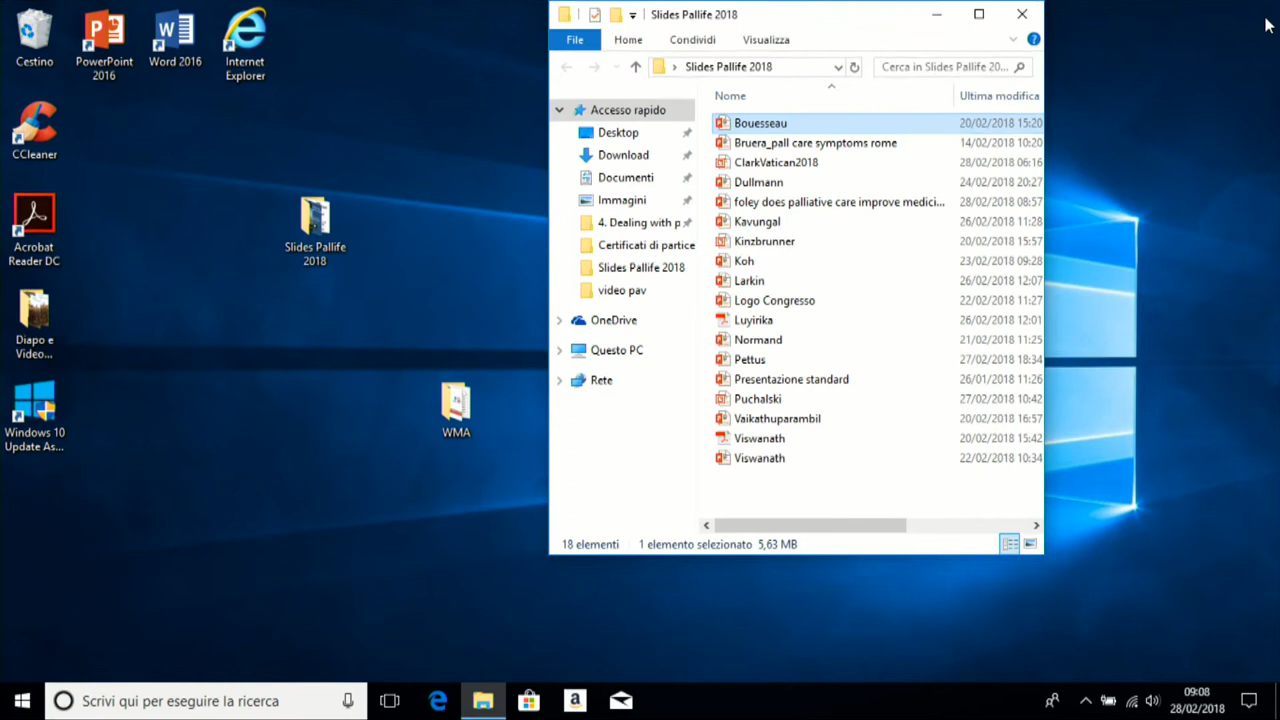 Cestino
PowerPoint
2016
Word 2016
Internet
Explorer
CCleaner
Acrobat
Reader DC
Slides Pallife
2018
Diapo e
Video...
Windows 10
Update As...
WMA
Slides Pallife 2018
File
Home
Condividi
Visualizza
Slides Pallife 2018
Cerca in Slides Pallife 20...
Nome
Ultima modifica
Accesso rapido
Desktop
Download
Documenti
Immagini
4. Dealing with p
Certificati di partice
Slides Pallife 2018
video pav
OneDrive
Questo PC
Rete
Bouesseau 20/02/2018 15:20
Bruera_pall care symptoms rome 14/02/2018 10:20
ClarkVatican2018 28/02/2018 06:16
Dullmann 24/02/2018 20:27
foley does palliative care improve medici... 28/02/2018 08:57
Kavungal 26/02/2018 11:28
Kinzbrunner 20/02/2018 15:57
Koh 23/02/2018 09:28
Larkin 26/02/2018 12:07
Logo Congresso 22/02/2018 11:27
Luyirika 26/02/2018 12:01
Normand 21/02/2018 11:25
Pettus 27/02/2018 18:34
Presentazione standard 26/01/2018 11:26
Puchalski 27/02/2018 10:42
Vaikathuparambil 20/02/2018 16:57
Viswanath 20/02/2018 15:42
Viswanath 22/02/2018 10:34
18 elementi 1 elemento selezionato 5,63 MB
Scrivi qui per eseguire la ricerca
09:08
28/02/2018